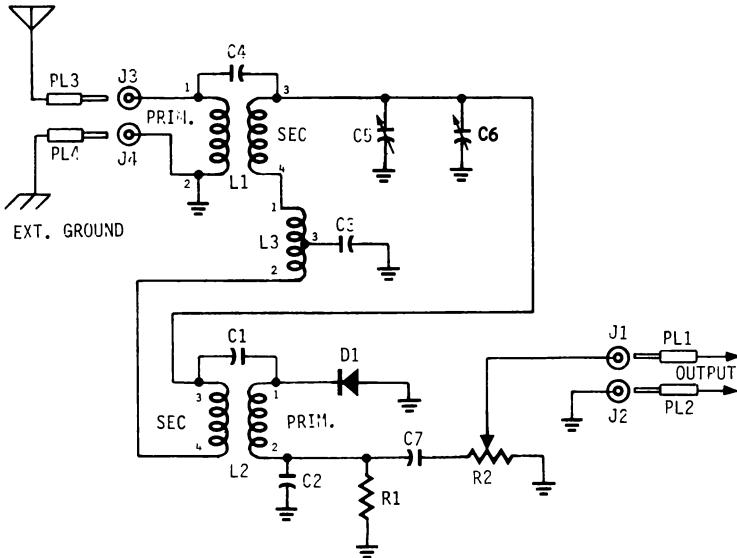 C4
PL3
J3
1
3
PRIM.
SEC
C5
C6
PL4
J4
2
4
L1
1
EXT. GROUND
L3
3
C3
2
J1
PL1
C1
D1
OUTPUT
3
1
J2
PL2
SEC
PRIM.
4
2
C7
L2
C2
R1
R2